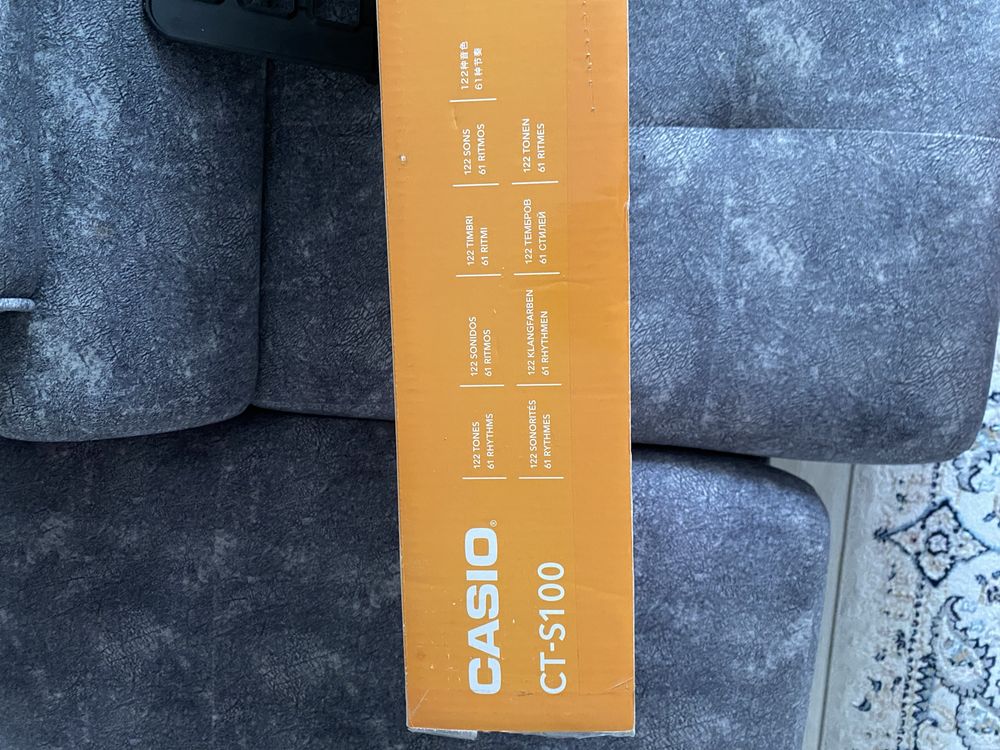 CASIO®
CT-S100
122 TONES
61 RHYTHMS
122 SONIDOS
61 RITMOS
122 TIMBRI
61 RITMI
122 SONS
61 RITMOS
122种音色
61种节奏
122 SONORITÉS
61 RYTHMES
122 KLANGFARBEN
61 RHYTHMEN
122 ТЕМБРОВ
61 СТИЛЕЙ
122 TONEN
61 RITMES